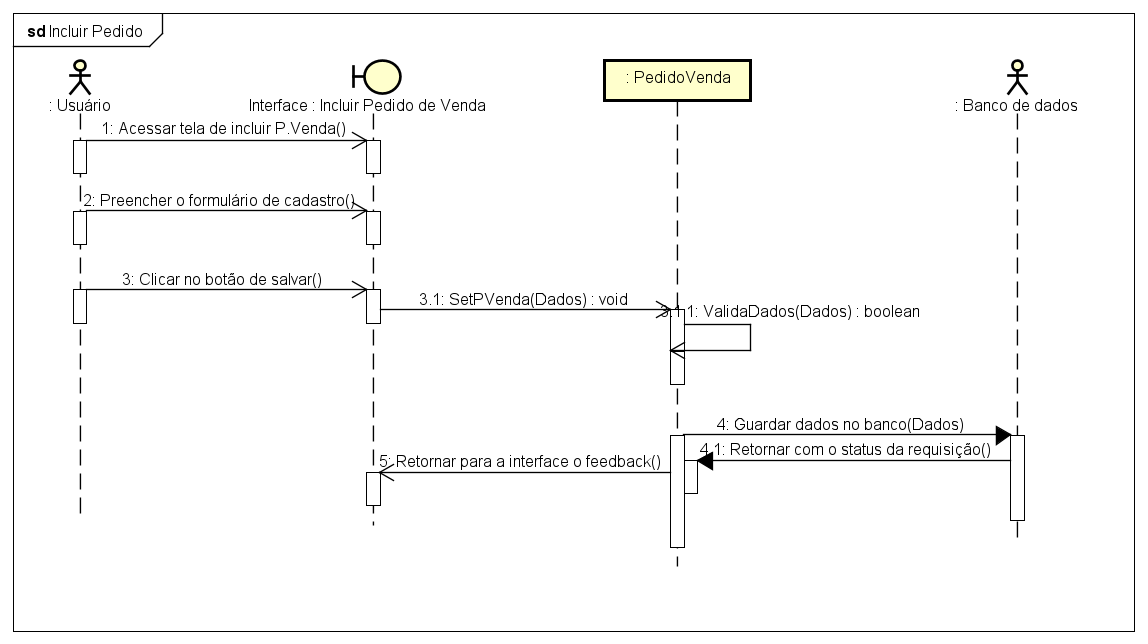 sd Incluir Pedido
: Usuário
Interface : Incluir Pedido de Venda
: PedidoVenda
: Banco de dados
1: Acessar tela de incluir P.Venda()
2: Preencher o formulário de cadastro()
3: Clicar no botão de salvar()
3.1: SetPVenda(Dados) : void
3.1.1: ValidaDados(Dados) : boolean
4: Guardar dados no banco(Dados)
4.1: Retornar com o status da requisição()
5: Retornar para a interface o feedback()